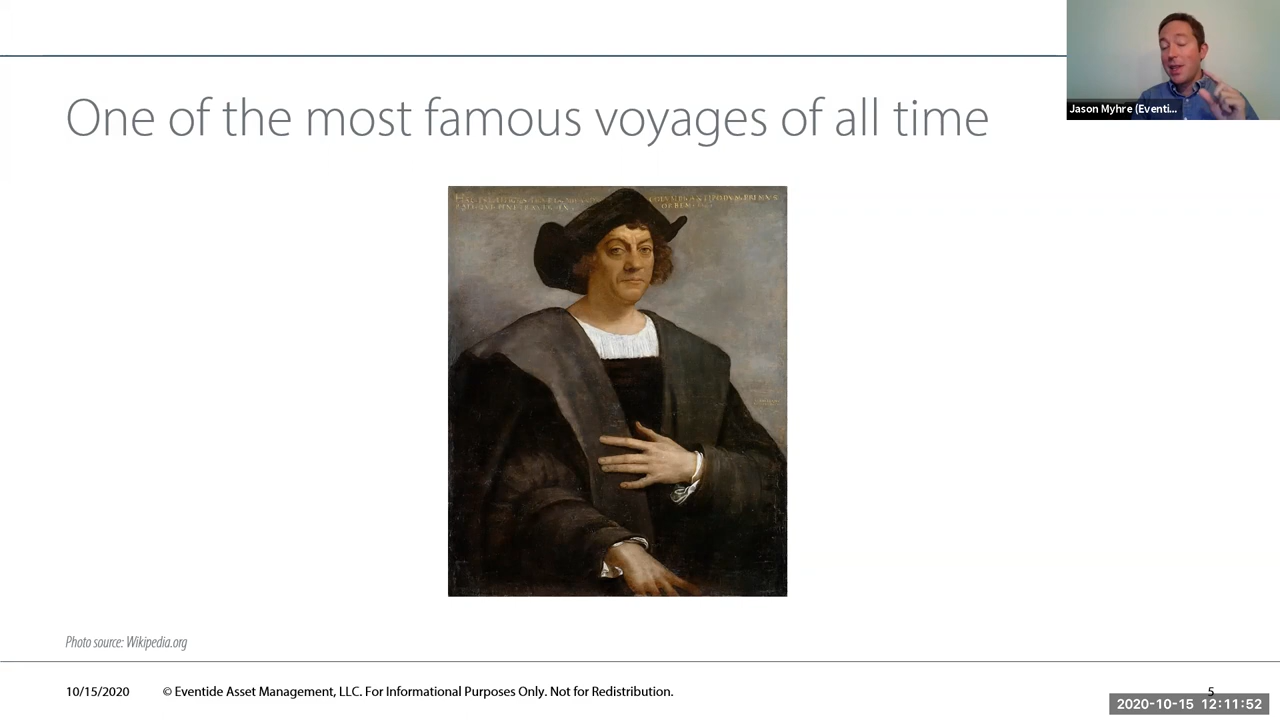 One of the most famous voyages of all time
Jason Myhre (Eventi...
Photo source: Wikipedia.org
10/15/2020 © Eventide Asset Management, LLC. For Informational Purposes Only. Not for Redistribution. 5
2020-10-15 12:11:52